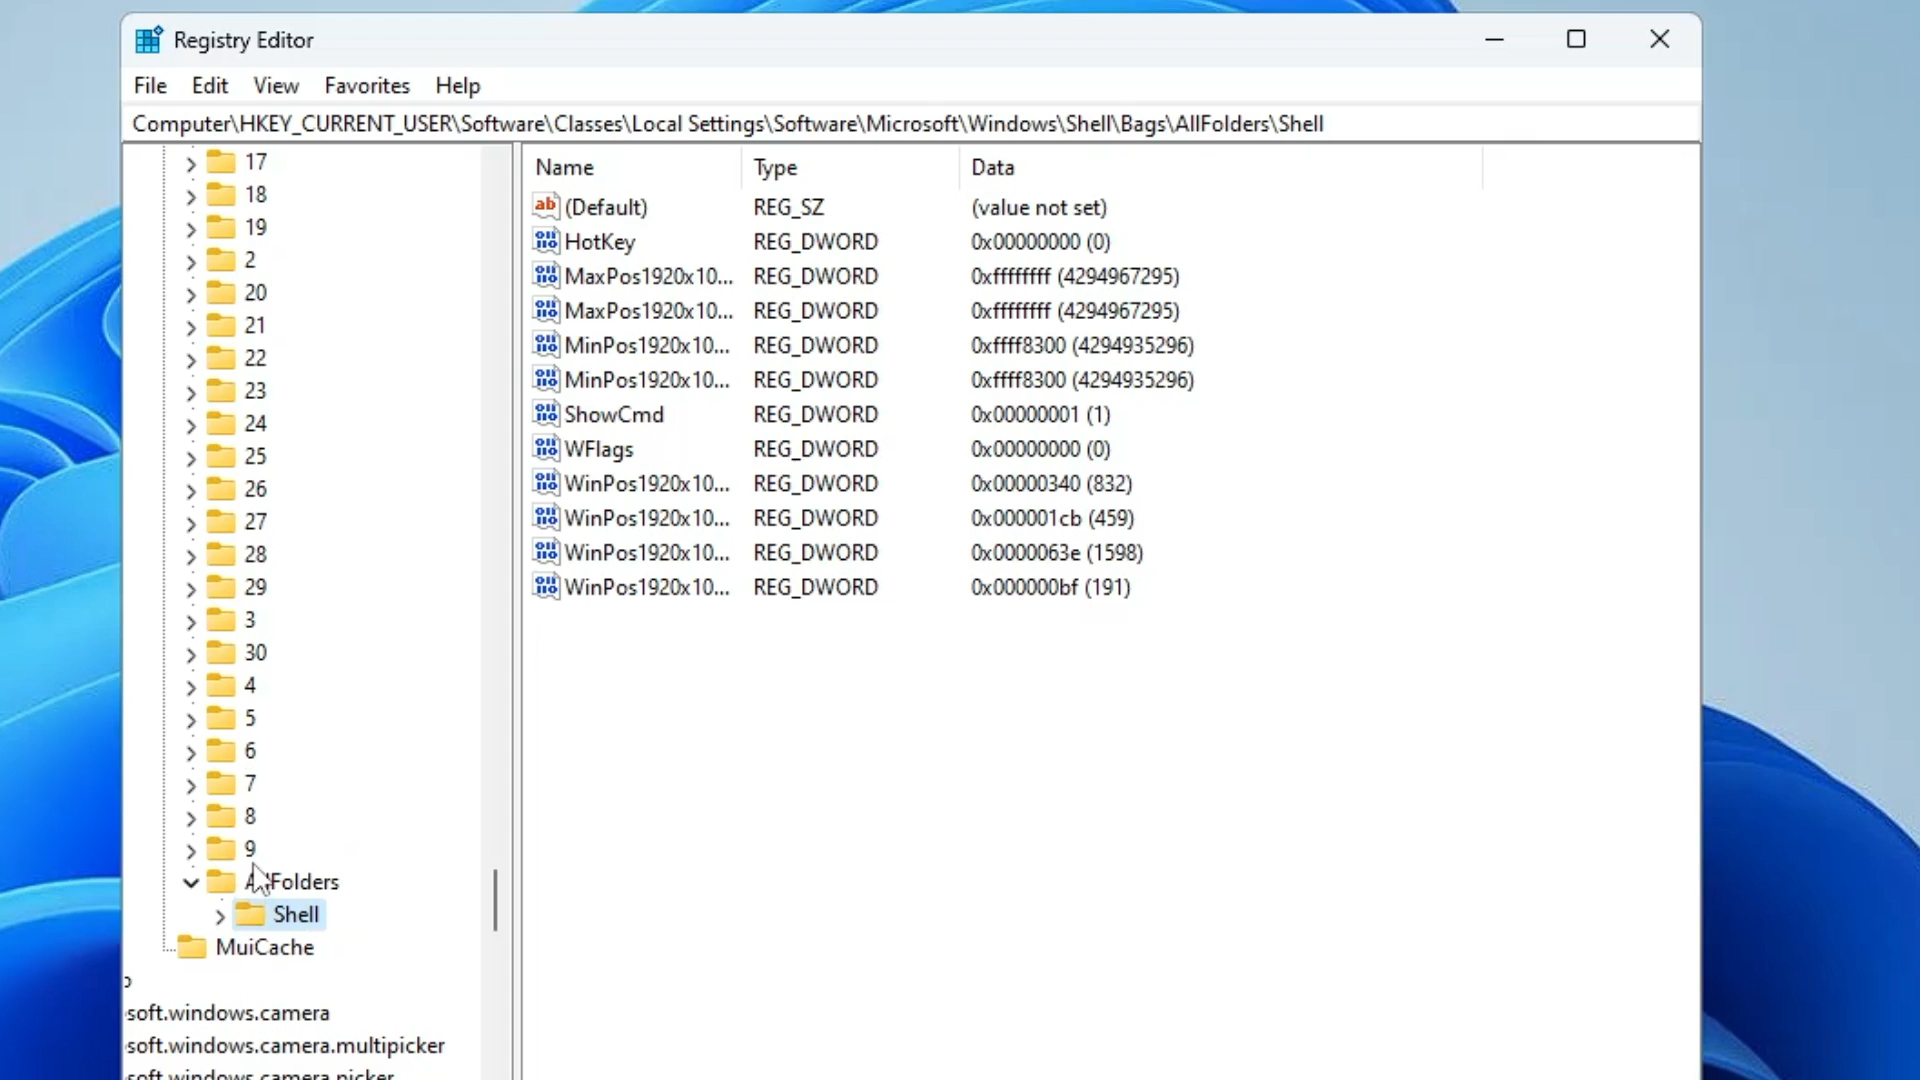 Registry Editor
File Edit View Favorites Help
Computer\HKEY_CURRENT_USER\Software\Classes\Local Settings\Software\Microsoft\Windows\Shell\Bags\AllFolders\Shell
17
18
19
2
20
21
22
23
24
25
26
27
28
29
3
30
4
5
6
7
8
9
AllFolders
Shell
MuiCache
soft.windows.camera
soft.windows.camera.multipicker
soft.windows.camera.picker
Name Type Data
(Default) REG_SZ (value not set)
HotKey REG_DWORD 0x00000000 (0)
MaxPos1920x10... REG_DWORD 0xffffffff (4294967295)
MaxPos1920x10... REG_DWORD 0xffffffff (4294967295)
MinPos1920x10... REG_DWORD 0xffff8300 (4294935296)
MinPos1920x10... REG_DWORD 0xffff8300 (4294935296)
ShowCmd REG_DWORD 0x00000001 (1)
WFlags REG_DWORD 0x00000000 (0)
WinPos1920x10... REG_DWORD 0x00000340 (832)
WinPos1920x10... REG_DWORD 0x000001cb (459)
WinPos1920x10... REG_DWORD 0x0000063e (1598)
WinPos1920x10... REG_DWORD 0x000000bf (191)